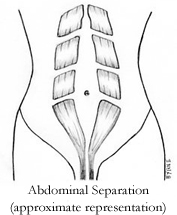 Abdominal Separation
(approximate representation)